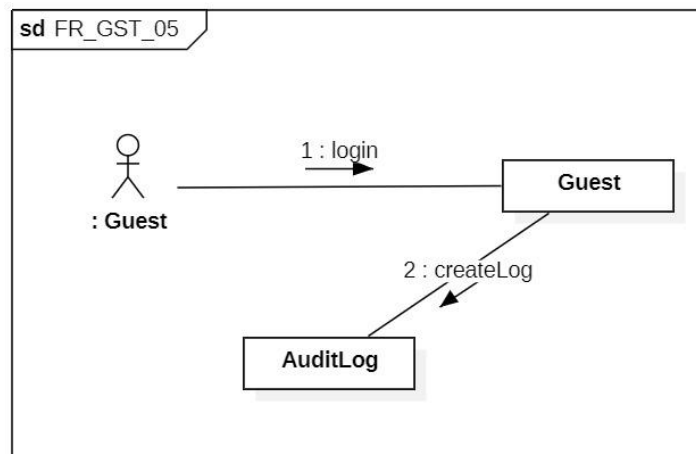 sd FR_GST_05
1 : login
Guest
: Guest
2 : createLog
AuditLog